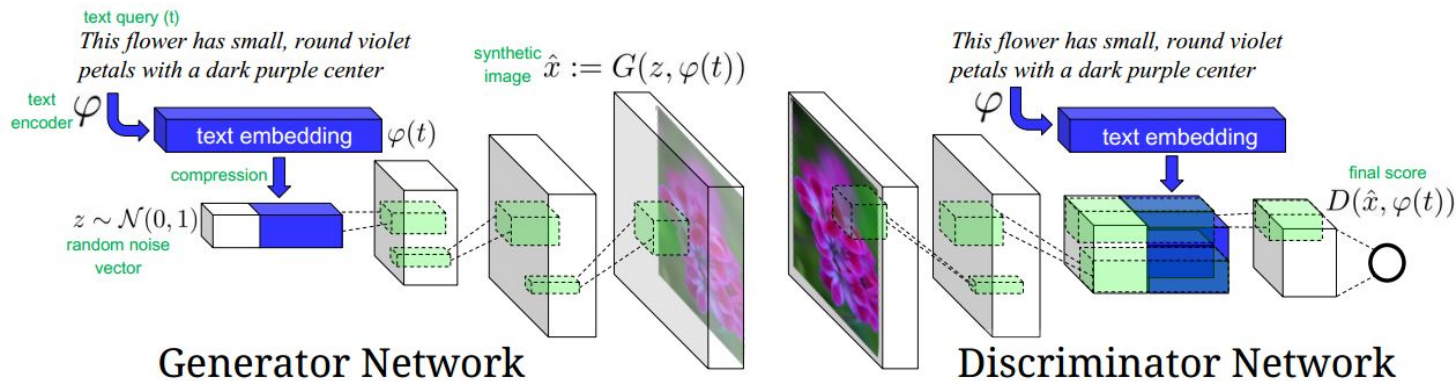 text query (t)
This flower has small, round violet
petals with a dark purple center
text
encoder
φ
text embedding
φ(t)
compression
z ∼ N(0, 1)
random noise
vector
synthetic
image
x̂ := G(z, φ(t))
Generator Network
This flower has small, round violet
petals with a dark purple center
φ
text embedding
final score
D(x̂, φ(t))
Discriminator Network